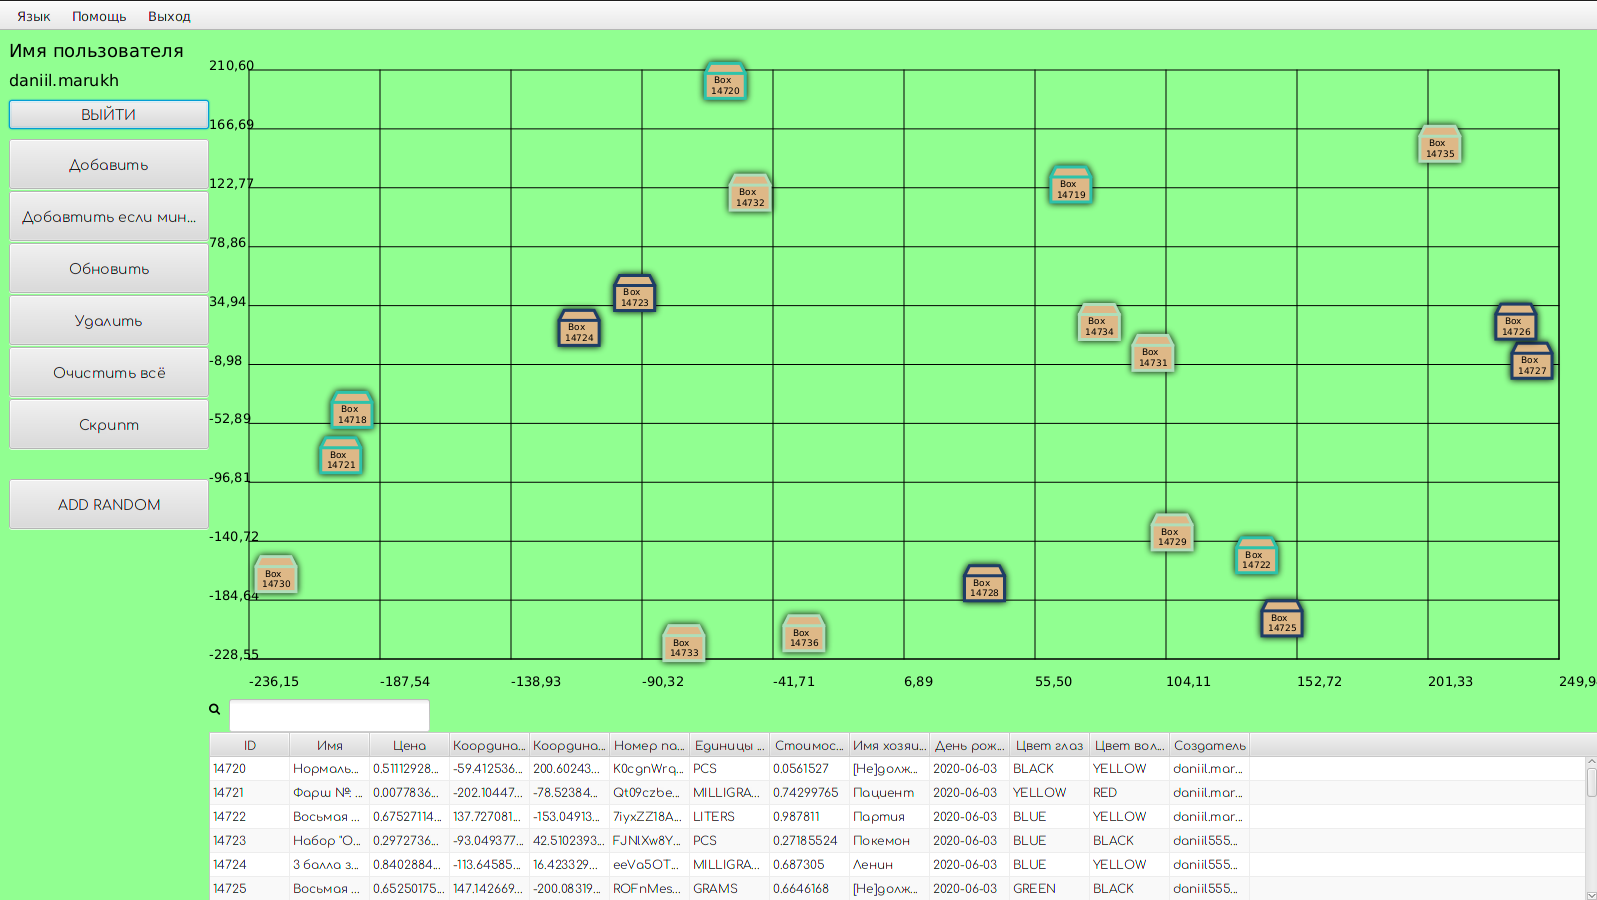 Язык Помощь Выход
Имя пользователя
daniil.marukh
ВЫЙТИ
Добавить
Добавтить если мин...
Обновить
Удалить
Очистить всё
Скрипт
ADD RANDOM
210,60
166,69
122,77
78,86
34,94
-8,98
-52,89
-96,81
-140,72
-184,64
-228,55
Box
14720
Box
14735
Box
14732
Box
14719
Box
14723
Box
14724
Box
14734
Box
14726
Box
14731
Box
14727
Box
14718
Box
14721
Box
14729
Box
14722
Box
14730
Box
14728
Box
14725
Box
14733
Box
14736
-236,15 -187,54 -138,93 -90,32 -41,71 6,89 55,50 104,11 152,72 201,33 249,9
ID Имя Цена Координа... Координа... Номер па... Единицы ... Стоимос... Имя хозяи... День рож... Цвет глаз Цвет вол... Создатель
14720 Нормаль... 0.51112928... -59.412536... 200.60243... K0cgnWrq... PCS 0.0561527 [Не]долж... 2020-06-03 BLACK YELLOW daniil.mar...
14721 Фарш №: ... 0.0077836... -202.10447... -78.52384... Qt09czbe... MILLIGRA... 0.74299765 Пациент 2020-06-03 YELLOW RED daniil.mar...
14722 Восьмая ... 0.67527114... 137.727081... -153.04913... 7iyxZZ18A... LITERS 0.987811 Партия 2020-06-03 BLUE YELLOW daniil.mar...
14723 Набор "О... 0.2972736... -93.049377... 42.5102393... FJNlXw8Y... PCS 0.27185524 Покемон 2020-06-03 BLUE BLACK daniil555...
14724 3 балла з... 0.8402884... -113.64585... 16.423329... eeVa5OT... MILLIGRA... 0.687305 Ленин 2020-06-03 BLUE YELLOW daniil555...
14725 Восьмая ... 0.65250175... 147.142669... -200.08319... ROFnMes... GRAMS 0.6646168 [Не]долж... 2020-06-03 GREEN BLACK daniil555...